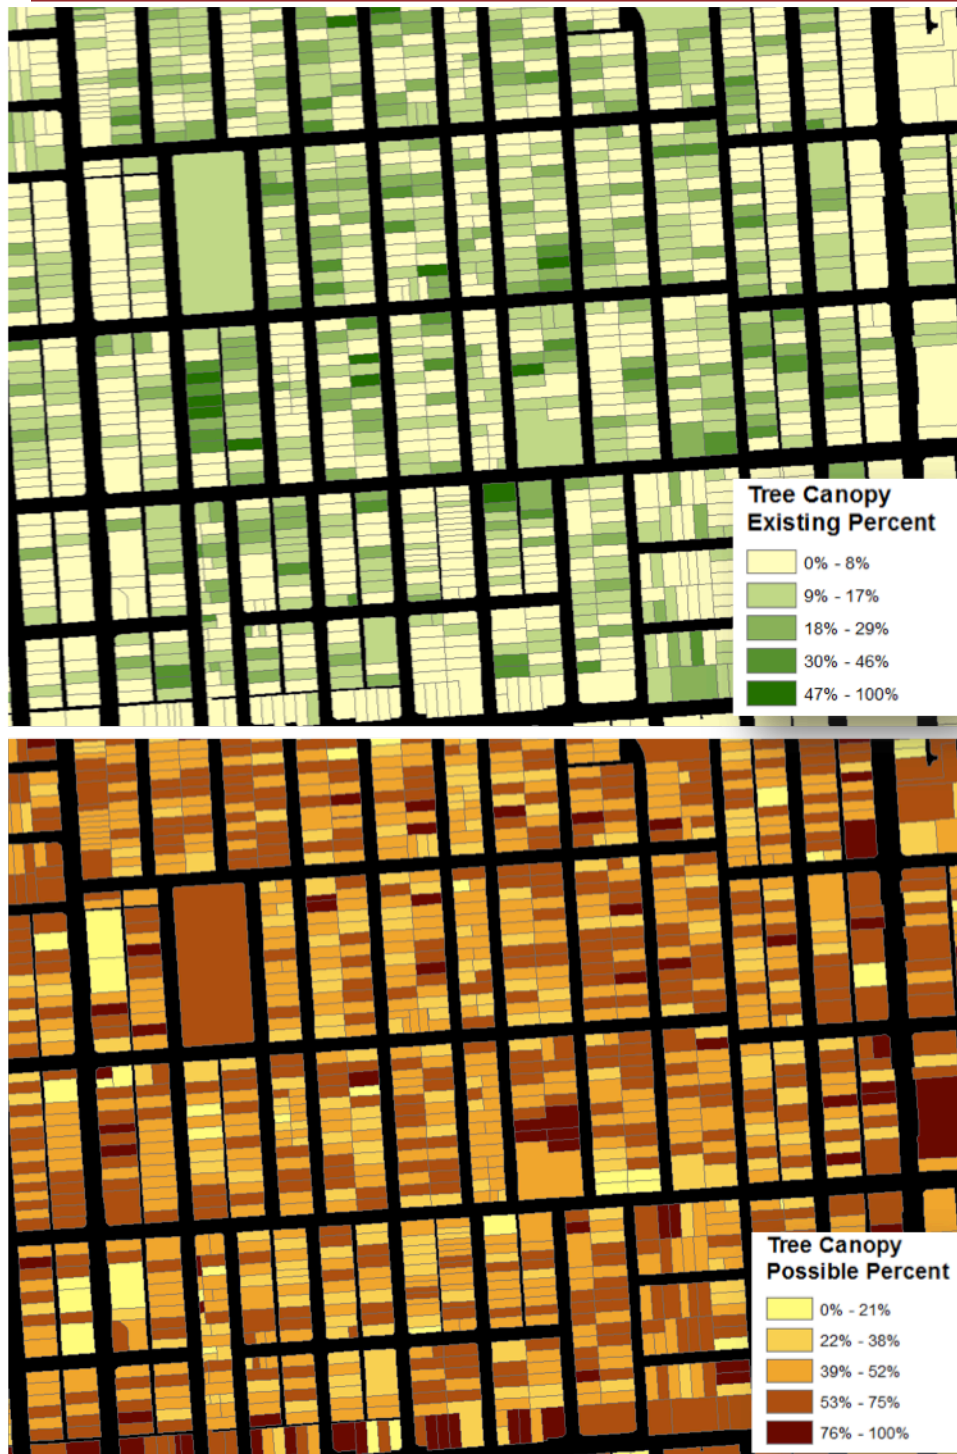 Tree Canopy
Existing Percent
0% - 8%
9% - 17%
18% - 29%
30% - 46%
47% - 100%
Tree Canopy
Possible Percent
0% - 21%
22% - 38%
39% - 52%
53% - 75%
76% - 100%